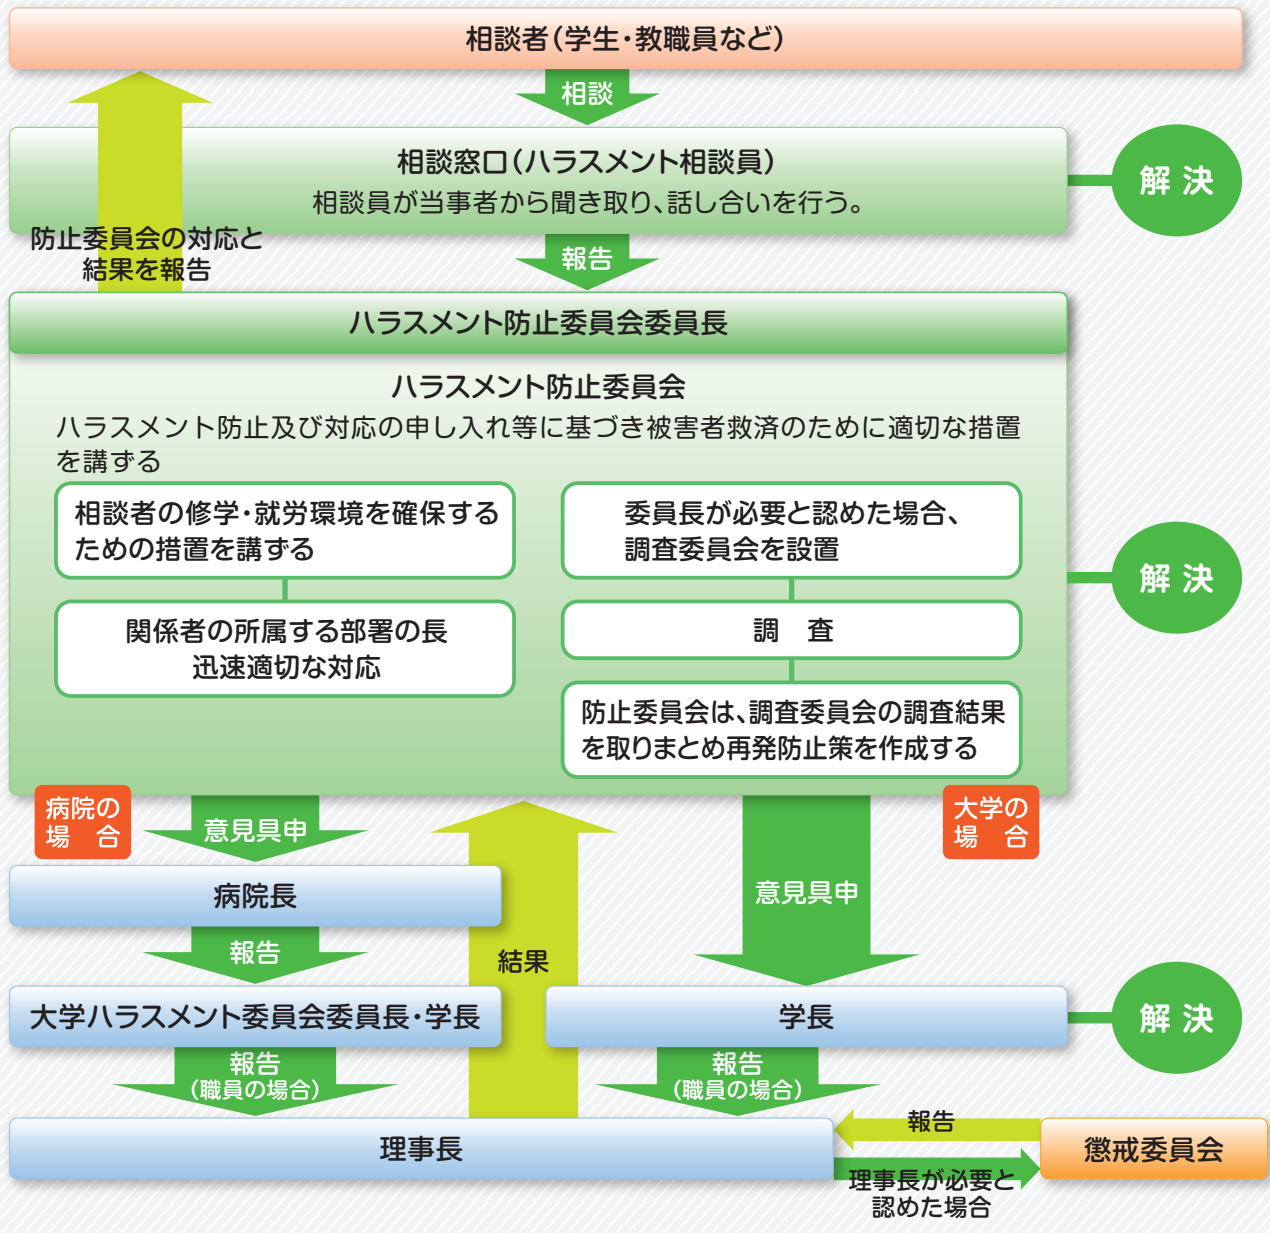 相談者（学生・教職員など）
相談
相談窓口（ハラスメント相談員）
相談員が当事者から聞き取り、話し合いを行う。
解決
防止委員会の対応と
結果を報告
報告
ハラスメント防止委員会委員長
ハラスメント防止委員会
ハラスメント防止及び対応の申し入れ等に基づき被害者救済のために適切な措置
を講ずる
相談者の修学・就労環境を確保する
ための措置を講ずる
関係者の所属する部署の長
迅速適切な対応
委員長が必要と認めた場合、
調査委員会を設置
調　査
防止委員会は、調査委員会の調査結果
を取りまとめ再発防止策を作成する
解決
病院の
場　合
意見具申
大学の
場　合
意見具申
病院長
報告
結果
大学ハラスメント委員会委員長・学長
学長
解決
報告
（職員の場合）
報告
（職員の場合）
理事長
報告
理事長が必要と
認めた場合
懲戒委員会